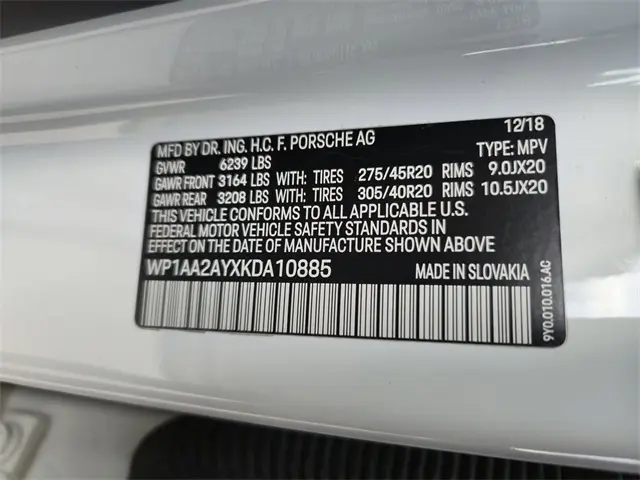 MFD BY DR. ING. H.C. F. PORSCHE AG 12/18
GVWR 6239 LBS TYPE: MPV
GAWR FRONT 3164 LBS WITH: TIRES 275/45R20 RIMS 9.0JX20
GAWR REAR 3208 LBS WITH: TIRES 305/40R20 RIMS 10.5JX20
THIS VEHICLE CONFORMS TO ALL APPLICABLE U.S.
FEDERAL MOTOR VEHICLE SAFETY STANDARDS IN
EFFECT ON THE DATE OF MANUFACTURE SHOWN ABOVE
WP1AA2AYXKDA10885 MADE IN SLOVAKIA
9Y0.010.016.AC